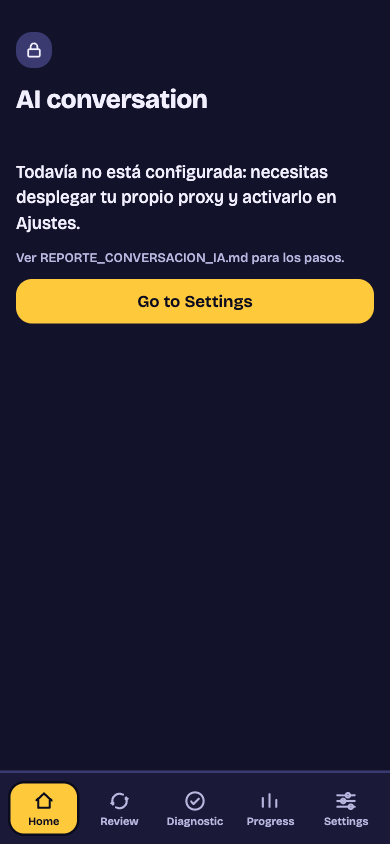 AI conversation
Todavía no está configurada: necesitas
desplegar tu propio proxy y activarlo en
Ajustes.
Ver REPORTE_CONVERSACION_IA.md para los pasos.
Go to Settings
Home
Review
Diagnostic
Progress
Settings